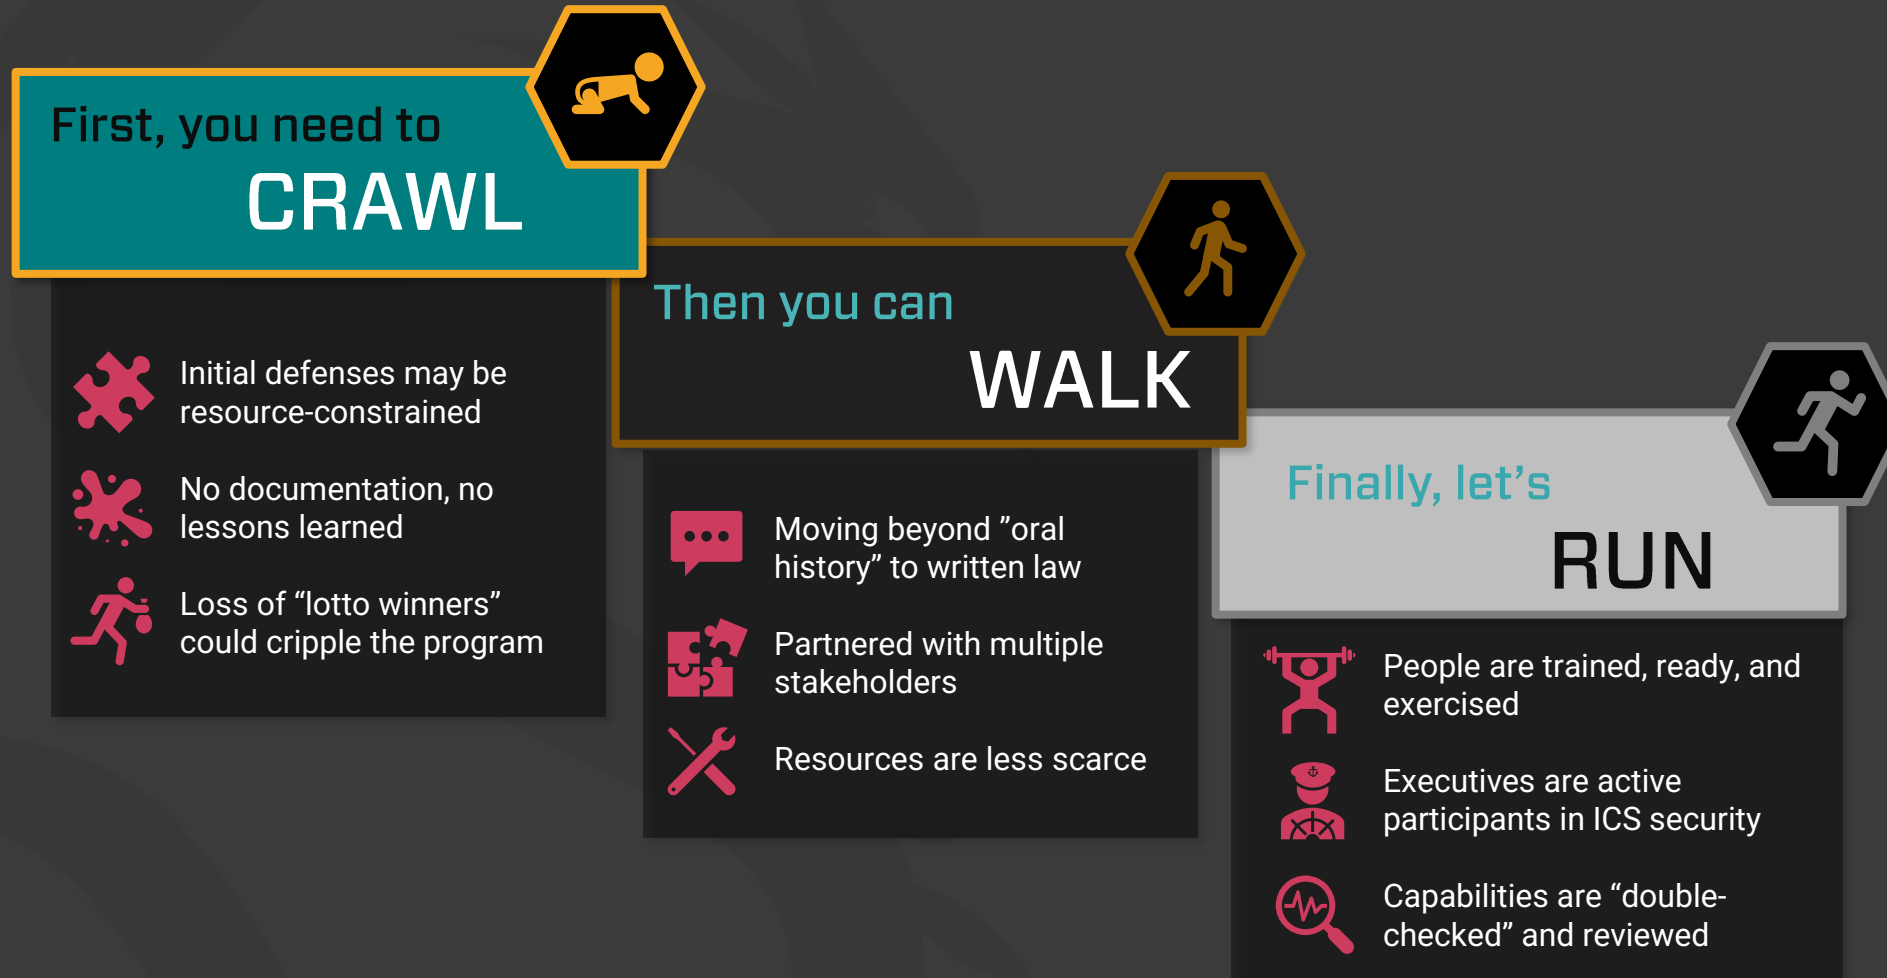 First, you need to
CRAWL
Initial defenses may be
resource-constrained
No documentation, no
lessons learned
Loss of “lotto winners”
could cripple the program
Then you can
WALK
Moving beyond ”oral
history” to written law
Partnered with multiple
stakeholders
Resources are less scarce
Finally, let’s
RUN
People are trained, ready, and
exercised
Executives are active
participants in ICS security
Capabilities are “double-
checked” and reviewed